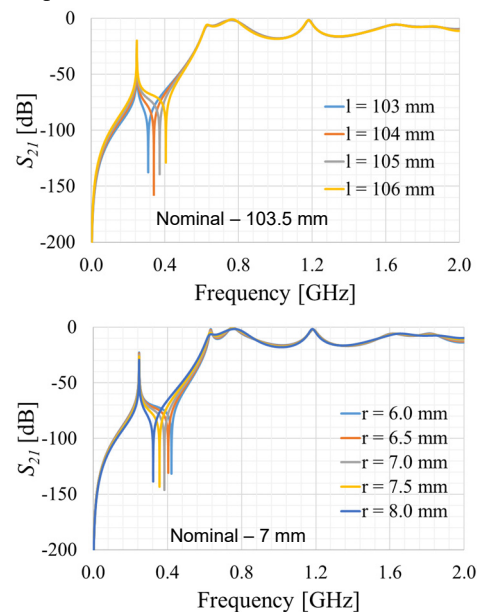 0
-50
-100
-150
-200
S21 [dB]
l = 103 mm
l = 104 mm
l = 105 mm
l = 106 mm
Nominal – 103.5 mm
0.0 0.4 0.8 1.2 1.6 2.0
Frequency [GHz]
0
-50
-100
-150
-200
S21 [dB]
r = 6.0 mm
r = 6.5 mm
r = 7.0 mm
r = 7.5 mm
r = 8.0 mm
Nominal – 7 mm
0.0 0.4 0.8 1.2 1.6 2.0
Frequency [GHz]